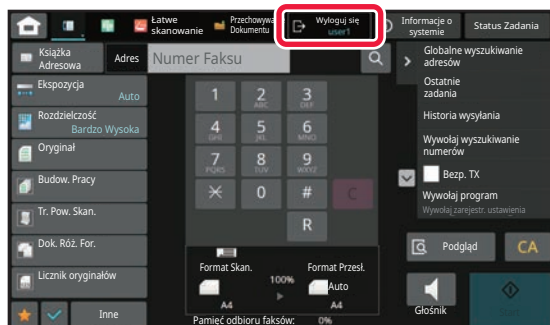 Łatwe
skanowanie
Przechowywa
Dokumentu
Wyloguj się
user1
Informacje o
systemie
Status Zadania
Książka
Adresowa
Adres
Numer Faksu
Ekspozycja
Auto
Rozdzielczość
Bardzo Wysoka
Oryginał
Budow. Pracy
Tr. Pow. Skan.
Dok. Róż. For.
Licznik oryginałów
Inne
1 2 3
ABC DEF
4 5 6
GHI JKL MNO
7 8 9
PQRS TUV WXYZ
0 # C
R
Format Skan.
100%
Format Przesł.
Auto
A4
A4
Pamięć odbioru faksów: 0%
Globalne wyszukiwanie
adresów
Ostatnie
zadania
Historia wysyłania
Wywołaj wyszukiwanie
numerów
Bezp. TX
Wywołaj program
Wywołaj zarejestr. ustawienia
Podgląd
CA
Głośnik